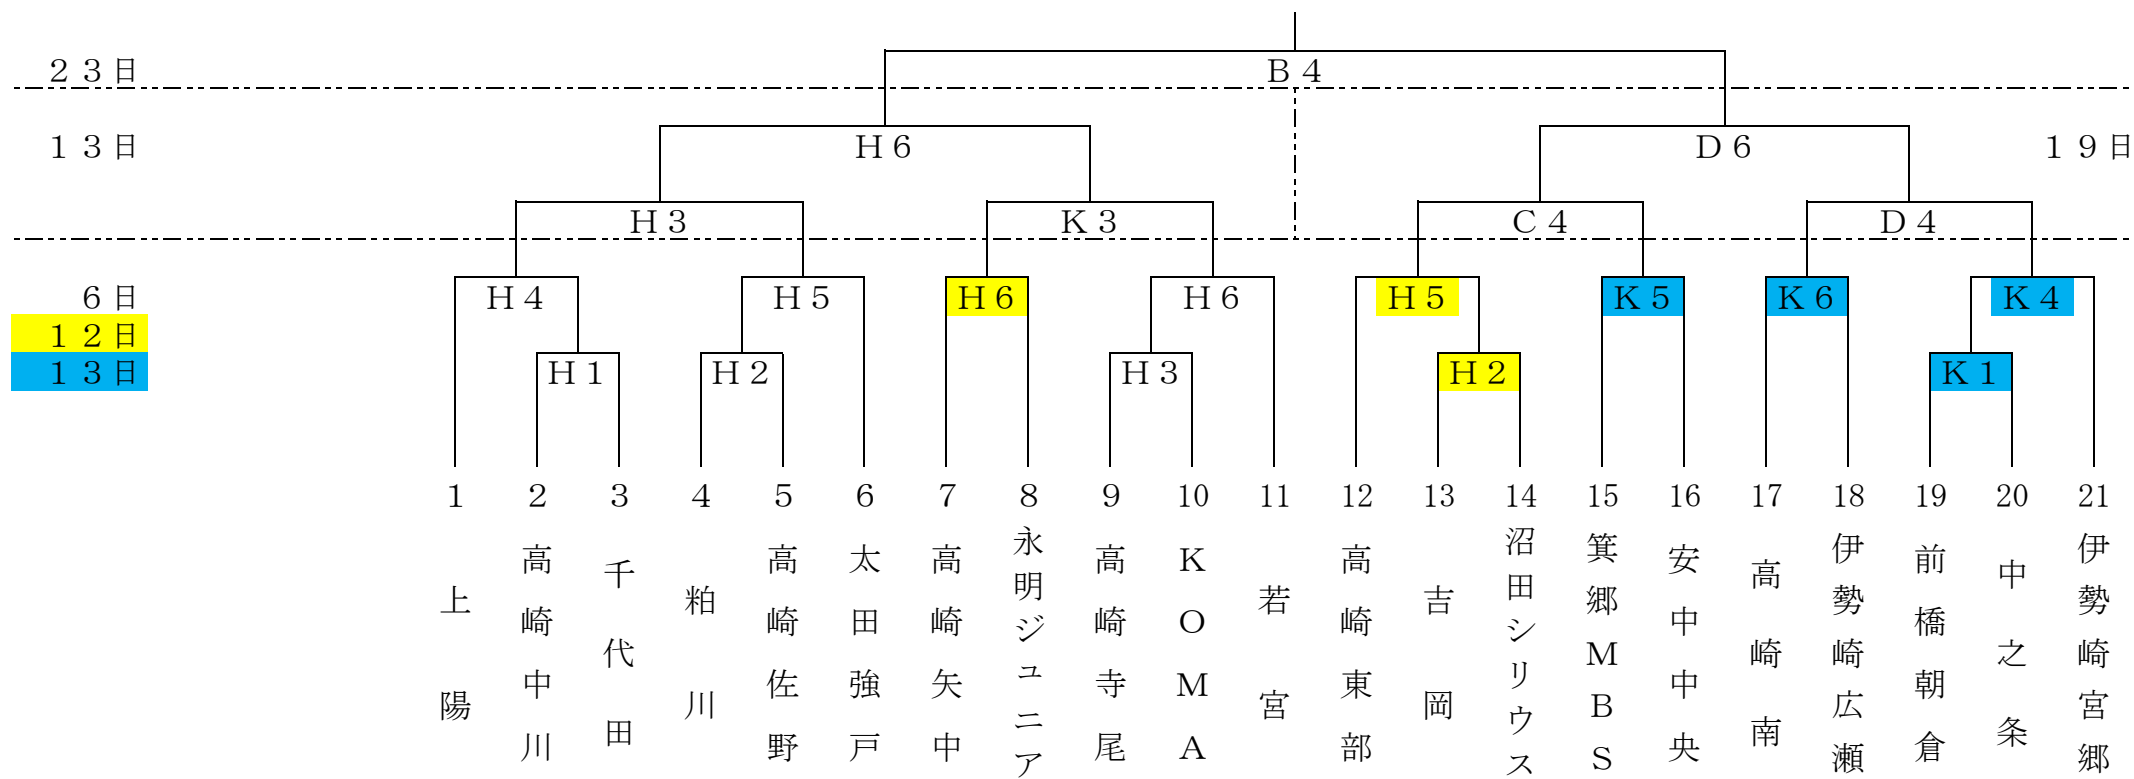 ２３日
Ｂ４
１３日
Ｈ６
Ｄ６
１９日
Ｈ３
Ｋ３
Ｃ４
Ｄ４
６日
Ｈ４
Ｈ５
Ｈ６
Ｈ６
Ｈ５
Ｋ５
Ｋ６
Ｋ４
１２日
１３日
Ｈ１
Ｈ２
Ｈ３
Ｈ２
Ｋ１
1 2 3 4 5 6 7 8 9 10 11 12 13 14 15 16 17 18 19 20 21
上陽
高崎中川
千代田
粕川
高崎佐野
太田強戸
高崎矢中
永明ジュニア
高崎寺尾
ＫＯＭＡ
若宮
高崎東部
吉岡
沼田シリウス
箕郷ＭＢＳ
安中中央
高崎南
伊勢崎広瀬
前橋朝倉
中之条
伊勢崎宮郷